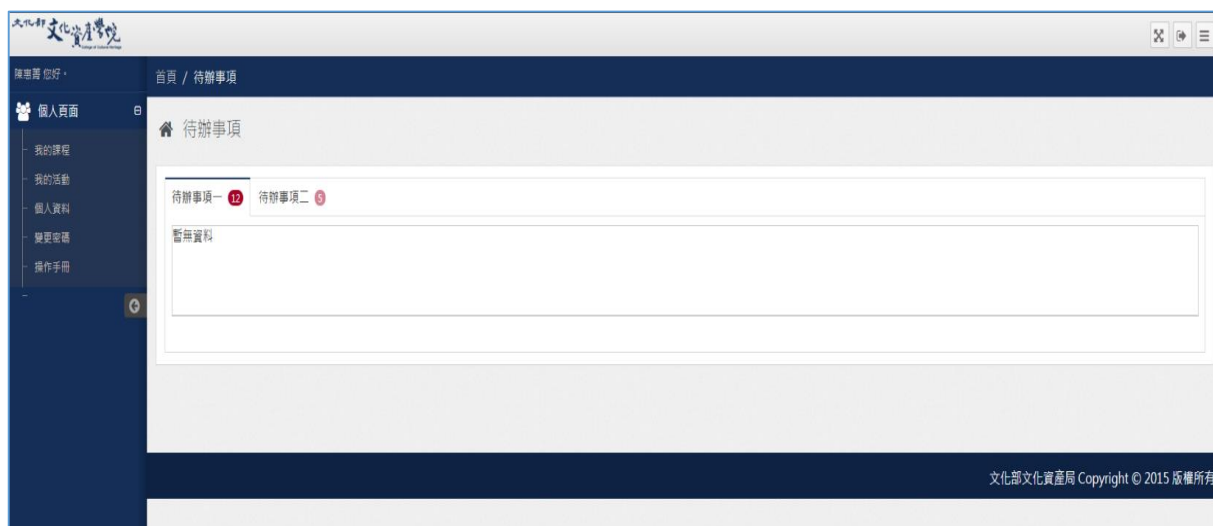 文化部文化資產學院
College of Cultural Heritage
陳惠菁 您好。
首頁 / 待辦事項
個人頁面
待辦事項
我的課程
我的活動
個人資料
變更密碼
操作手冊
待辦事項一 12 待辦事項二 5
暫無資料
文化部文化資產局 Copyright © 2015 版權所有